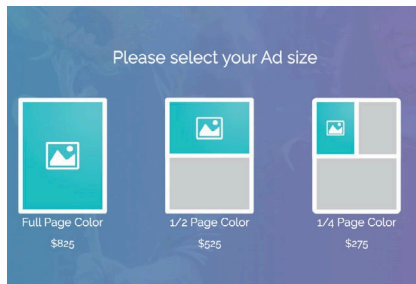 Please select your Ad size
Full Page Color
1/2 Page Color
1/4 Page Color
$825
$525
$275